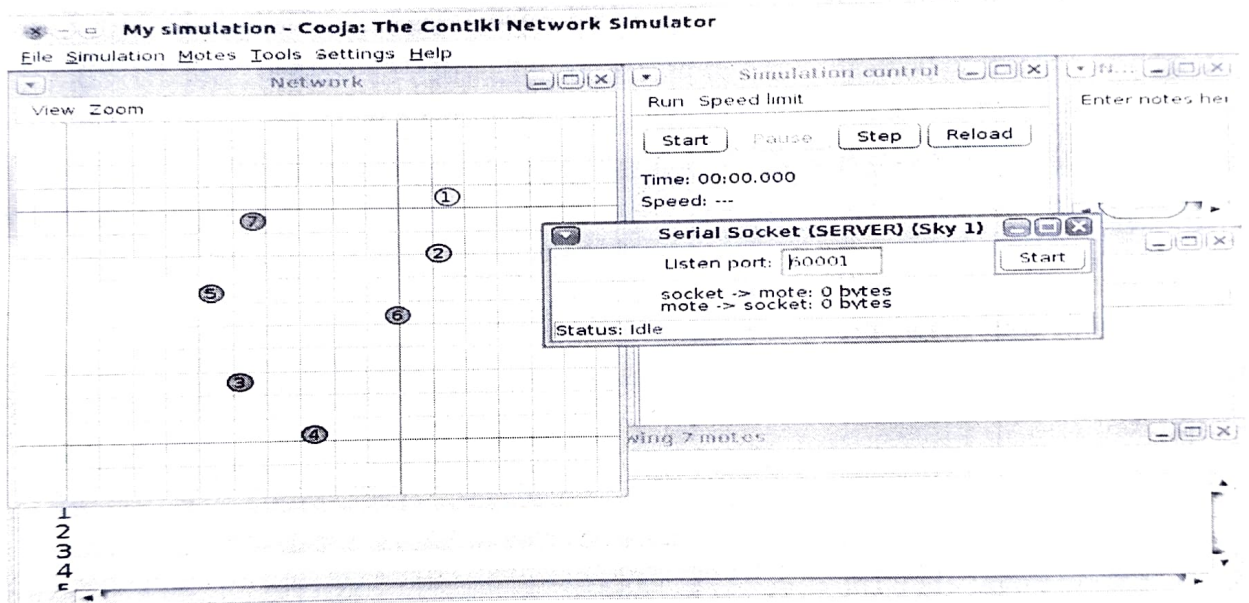 My simulation - Cooja: The Contiki Network Simulator
File Simulation Motes Tools Settings Help
Network
View Zoom
1
7
2
5
6
3
4
Simulation control
Run Speed limit
Start Pause Step Reload
Time: 00:00.000
Speed: ---
N...
Enter notes her
Serial Socket (SERVER) (Sky 1)
Listen port: 60001 Start
socket -> mote: 0 bytes
mote -> socket: 0 bytes
Status: Idle
wing 7 motes
1
2
3
4